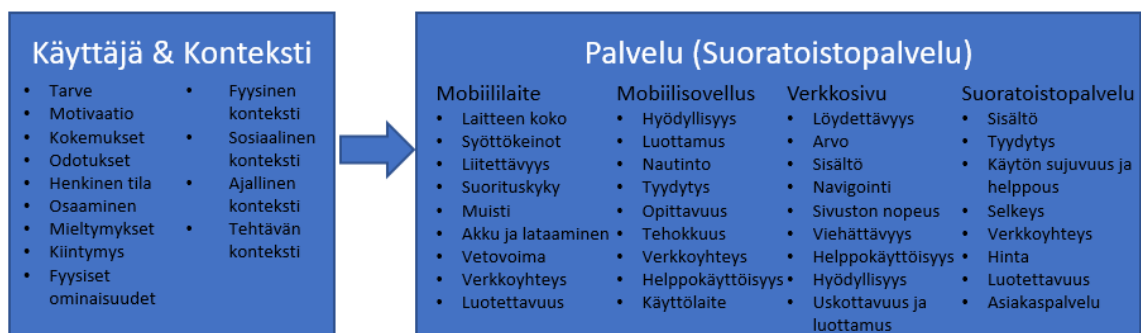 Käyttäjä & Konteksti
• Tarve
• Motivaatio
• Kokemukset
• Odotukset
• Henkinen tila
• Osaaminen
• Mieltymykset
• Kiintymys
• Fyysiset
ominaisuudet
• Fyysinen
konteksti
• Sosiaalinen
konteksti
• Ajallinen
konteksti
• Tehtävän
konteksti
Palvelu (Suoratoistopalvelu)
Mobiililaite
• Laitteen koko
• Syöttökeinot
• Liitettävyys
• Suorituskyky
• Muisti
• Akku ja lataaminen
• Vetovoima
• Verkkoyhteys
• Luotettavuus
Mobiilisovellus
• Hyödyllisyys
• Luottamus
• Nautinto
• Tyydytys
• Opittavuus
• Tehokkuus
• Verkkoyhteys
• Helppokäyttöisyys
• Käyttölaite
Verkkosivu
• Löydettävyys
• Arvo
• Sisältö
• Navigointi
• Sivuston nopeus
• Viehättävyys
• Helppokäyttöisyys
• Hyödyllisyys
• Uskottavuus ja
luottamus
Suoratoistopalvelu
• Sisältö
• Tyydytys
• Käytön sujuvuus ja
helppous
• Selkeys
• Verkkoyhteys
• Hinta
• Luotettavuus
• Asiakaspalvelu